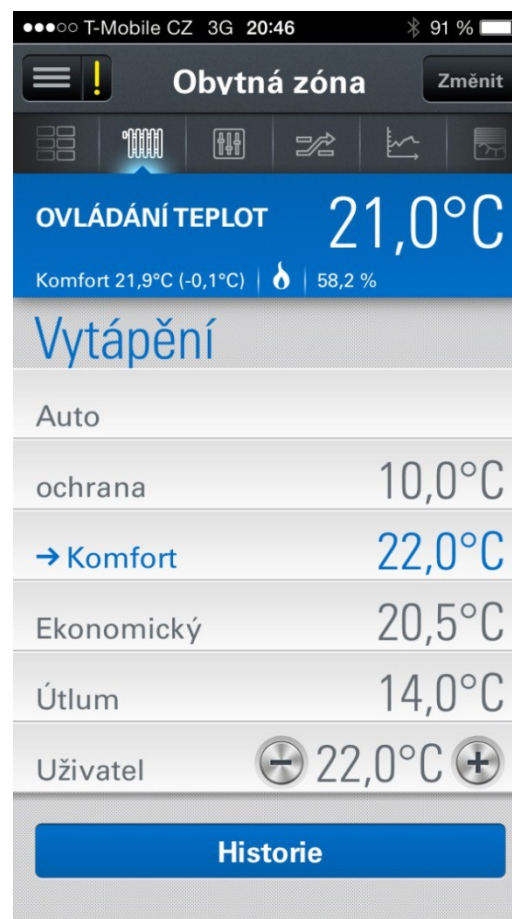 T-Mobile CZ 3G 20:46 91 %
! Obytná zóna Změnit
OVLÁDÁNÍ TEPLOT 21,0°C
Komfort 21,9°C (-0,1°C) | 58,2 %
Vytápění
Auto
ochrana 10,0°C
→ Komfort 22,0°C
Ekonomický 20,5°C
Útlum 14,0°C
Uživatel - 22,0°C +
Historie